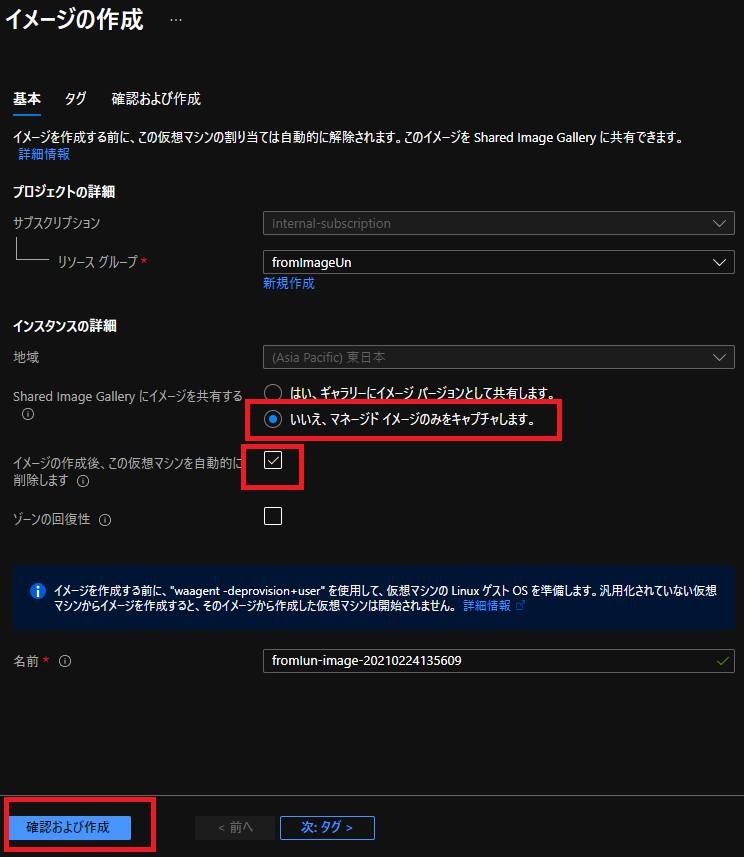 イメージの作成 …
基本 タグ 確認および作成
イメージを作成する前に、この仮想マシンの割り当ては自動的に解除されます。このイメージを Shared Image Gallery に共有できます。
詳細情報
プロジェクトの詳細
サブスクリプション Internal-subscription
リソース グループ * fromImageUn
新規作成
インスタンスの詳細
地域 (Asia Pacific) 東日本
Shared Image Gallery にイメージを共有する はい、ギャラリーにイメージ バージョンとして共有します。
いいえ、マネージド イメージのみをキャプチャします。
イメージの作成後、この仮想マシンを自動的に
削除します
ゾーンの回復性
イメージを作成する前に、"waagent -deprovision+user" を使用して、仮想マシンの Linux ゲスト OS を準備します。汎用化されていない仮想
マシンからイメージを作成すると、そのイメージから作成した仮想マシンは開始されません。 詳細情報
名前 * fromIun-image-20210224135609
確認および作成 < 前へ 次: タグ >